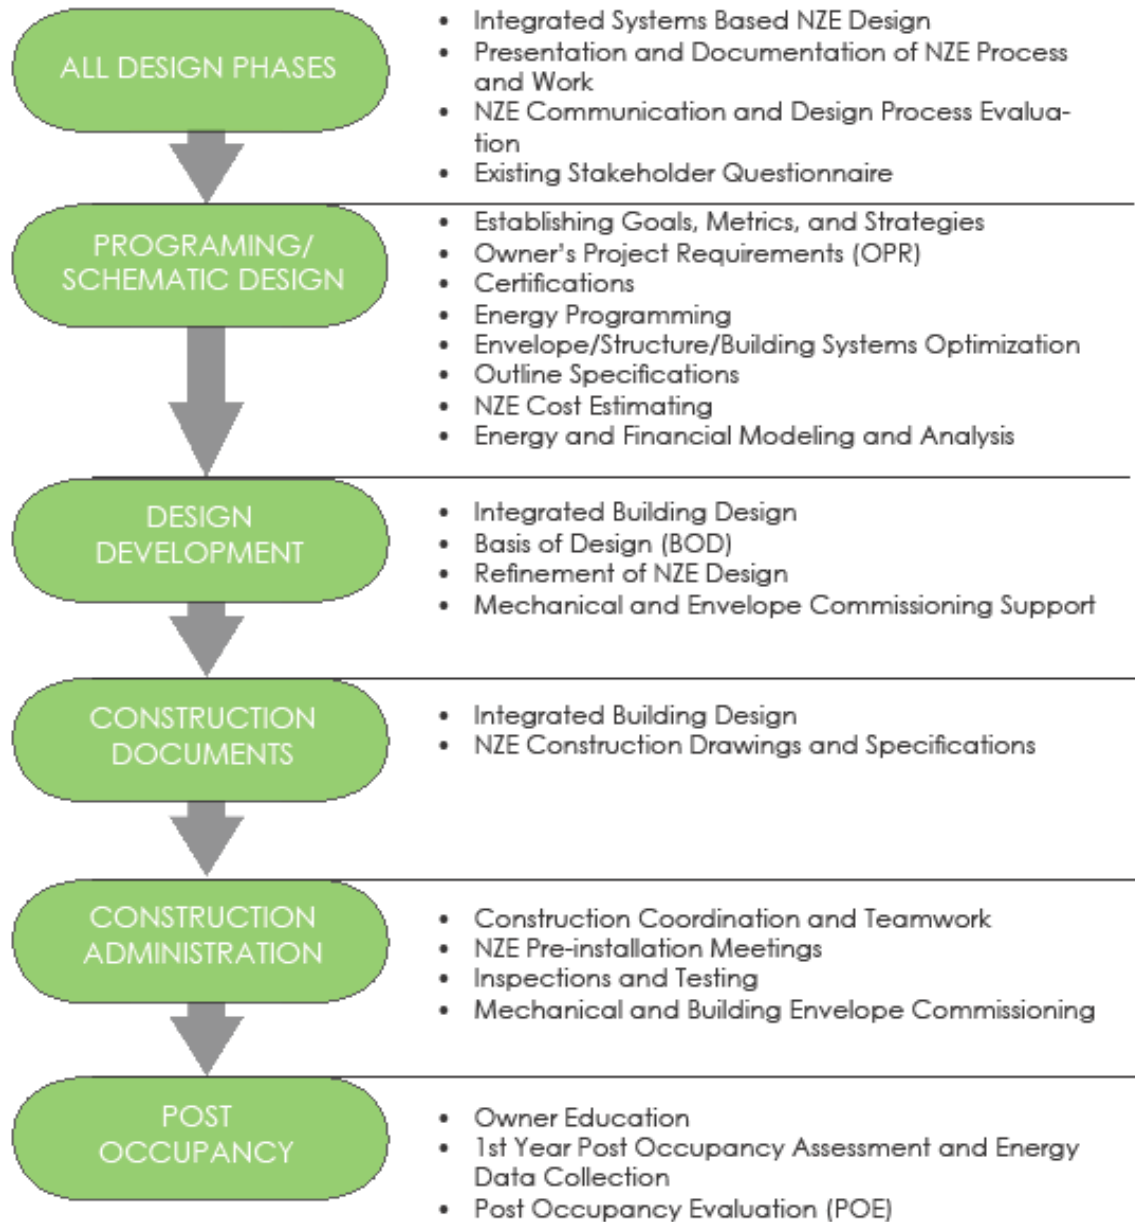 ALL DESIGN PHASES
• Integrated Systems Based NZE Design
• Presentation and Documentation of NZE Process
and Work
• NZE Communication and Design Process Evalua-
tion
• Existing Stakeholder Questionnaire
PROGRAMING/
SCHEMATIC DESIGN
• Establishing Goals, Metrics, and Strategies
• Owner's Project Requirements (OPR)
• Certifications
• Energy Programming
• Envelope/Structure/Building Systems Optimization
• Outline Specifications
• NZE Cost Estimating
• Energy and Financial Modeling and Analysis
DESIGN
DEVELOPMENT
• Integrated Building Design
• Basis of Design (BOD)
• Refinement of NZE Design
• Mechanical and Envelope Commissioning Support
CONSTRUCTION
DOCUMENTS
• Integrated Building Design
• NZE Construction Drawings and Specifications
CONSTRUCTION
ADMINISTRATION
• Construction Coordination and Teamwork
• NZE Pre-installation Meetings
• Inspections and Testing
• Mechanical and Building Envelope Commissioning
POST
OCCUPANCY
• Owner Education
• 1st Year Post Occupancy Assessment and Energy
Data Collection
• Post Occupancy Evaluation (POE)